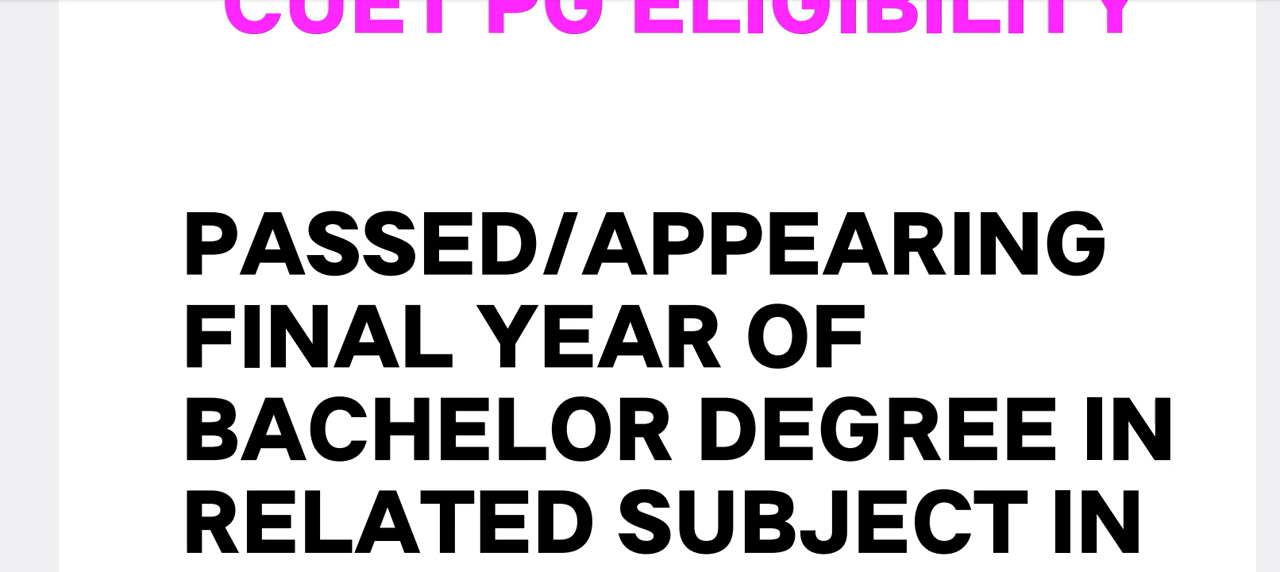 CUET PG ELIGIBILITY
PASSED/APPEARING
FINAL YEAR OF
BACHELOR DEGREE IN
RELATED SUBJECT IN